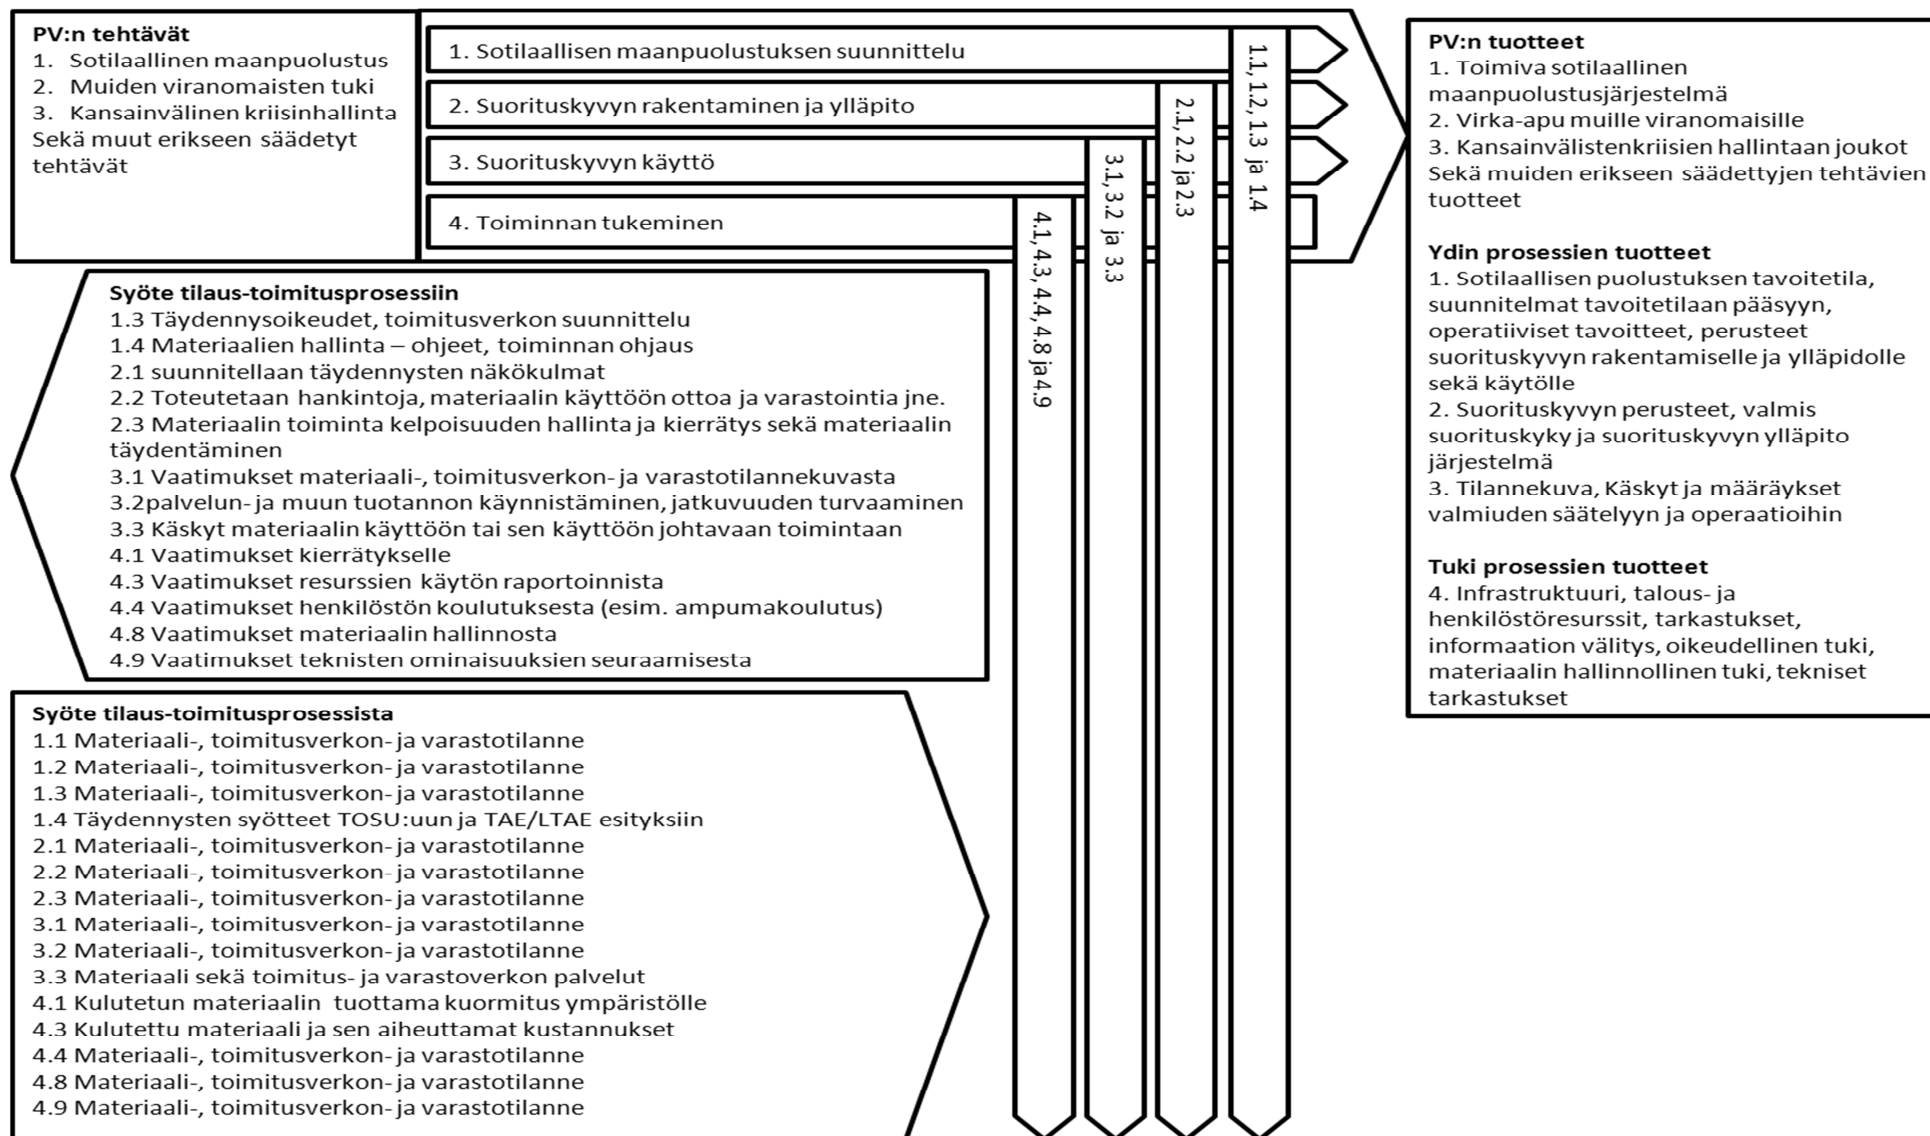 PV:n tehtävät
1. Sotilaallinen maanpuolustus
2. Muiden viranomaisten tuki
3. Kansainvälinen kriisinhallinta
Sekä muut erikseen säädetyt
tehtävät
1. Sotilaallisen maanpuolustuksen suunnittelu
2. Suorituskyvyn rakentaminen ja ylläpito
3. Suorituskyvyn käyttö
4. Toiminnan tukeminen
4.1, 4.3, 4.4, 4.8 ja 4.9
3.1, 3.2 ja 3.3
2.1, 2.2 ja 2.3
1.1, 1.2, 1.3 ja 1.4
PV:n tuotteet
1. Toimiva sotilaallinen
maanpuolustusjärjestelmä
2. Virka-apu muille viranomaisille
3. Kansainvälistenkriisien hallintaan joukot
Sekä muiden erikseen säädettyjen tehtävien
tuotteet
Ydin prosessien tuotteet
1. Sotilaallisen puolustuksen tavoitetila,
suunnitelmat tavoitetilaan pääsyyn,
operatiiviset tavoitteet, perusteet
suorituskyvyn rakentamiselle ja ylläpidolle
sekä käytölle
2. Suorituskyvyn perusteet, valmis
suorituskyky ja suorituskyvyn ylläpito
järjestelmä
3. Tilannekuva, Käskyt ja määräykset
valmiuden säätelyyn ja operaatioihin
Tuki prosessien tuotteet
4. Infrastruktuuri, talous- ja
henkilöstöresurssit, tarkastukset,
informaation välitys, oikeudellinen tuki,
materiaalin hallinnollinen tuki, tekniset
tarkastukset
Syöte tilaus-toimitusprosessiin
1.3 Täydennysoikeudet, toimitusverkon suunnittelu
1.4 Materiaalien hallinta – ohjeet, toiminnan ohjaus
2.1 suunnitellaan täydennysten näkökulmat
2.2 Toteutetaan hankintoja, materiaalin käyttöön ottoa ja varastointia jne.
2.3 Materiaalin toiminta kelpoisuuden hallinta ja kierrätys sekä materiaalin
täydentäminen
3.1 Vaatimukset materiaali-, toimitusverkon- ja varastotilannekuvasta
3.2palvelun- ja muun tuotannon käynnistäminen, jatkuvuuden turvaaminen
3.3 Käskyt materiaalin käyttöön tai sen käyttöön johtavaan toimintaan
4.1 Vaatimukset kierrätykselle
4.3 Vaatimukset resurssien käytön raportoinnista
4.4 Vaatimukset henkilöstön koulutuksesta (esim. ampumakoulutus)
4.8 Vaatimukset materiaalin hallinnosta
4.9 Vaatimukset teknisten ominaisuuksien seuraamisesta
Syöte tilaus-toimitusprosessista
1.1 Materiaali-, toimitusverkon- ja varastotilanne
1.2 Materiaali-, toimitusverkon- ja varastotilanne
1.3 Materiaali-, toimitusverkon- ja varastotilanne
1.4 Täydennysten syötteet TOSU:uun ja TAE/LTAE esityksiin
2.1 Materiaali-, toimitusverkon- ja varastotilanne
2.2 Materiaali-, toimitusverkon- ja varastotilanne
2.3 Materiaali-, toimitusverkon- ja varastotilanne
3.1 Materiaali-, toimitusverkon- ja varastotilanne
3.2 Materiaali-, toimitusverkon- ja varastotilanne
3.3 Materiaali sekä toimitus- ja varastoverkon palvelut
4.1 Kulutetun materiaalin tuottama kuormitus ympäristölle
4.3 Kulutettu materiaali ja sen aiheuttamat kustannukset
4.4 Materiaali-, toimitusverkon- ja varastotilanne
4.8 Materiaali-, toimitusverkon- ja varastotilanne
4.9 Materiaali-, toimitusverkon- ja varastotilanne